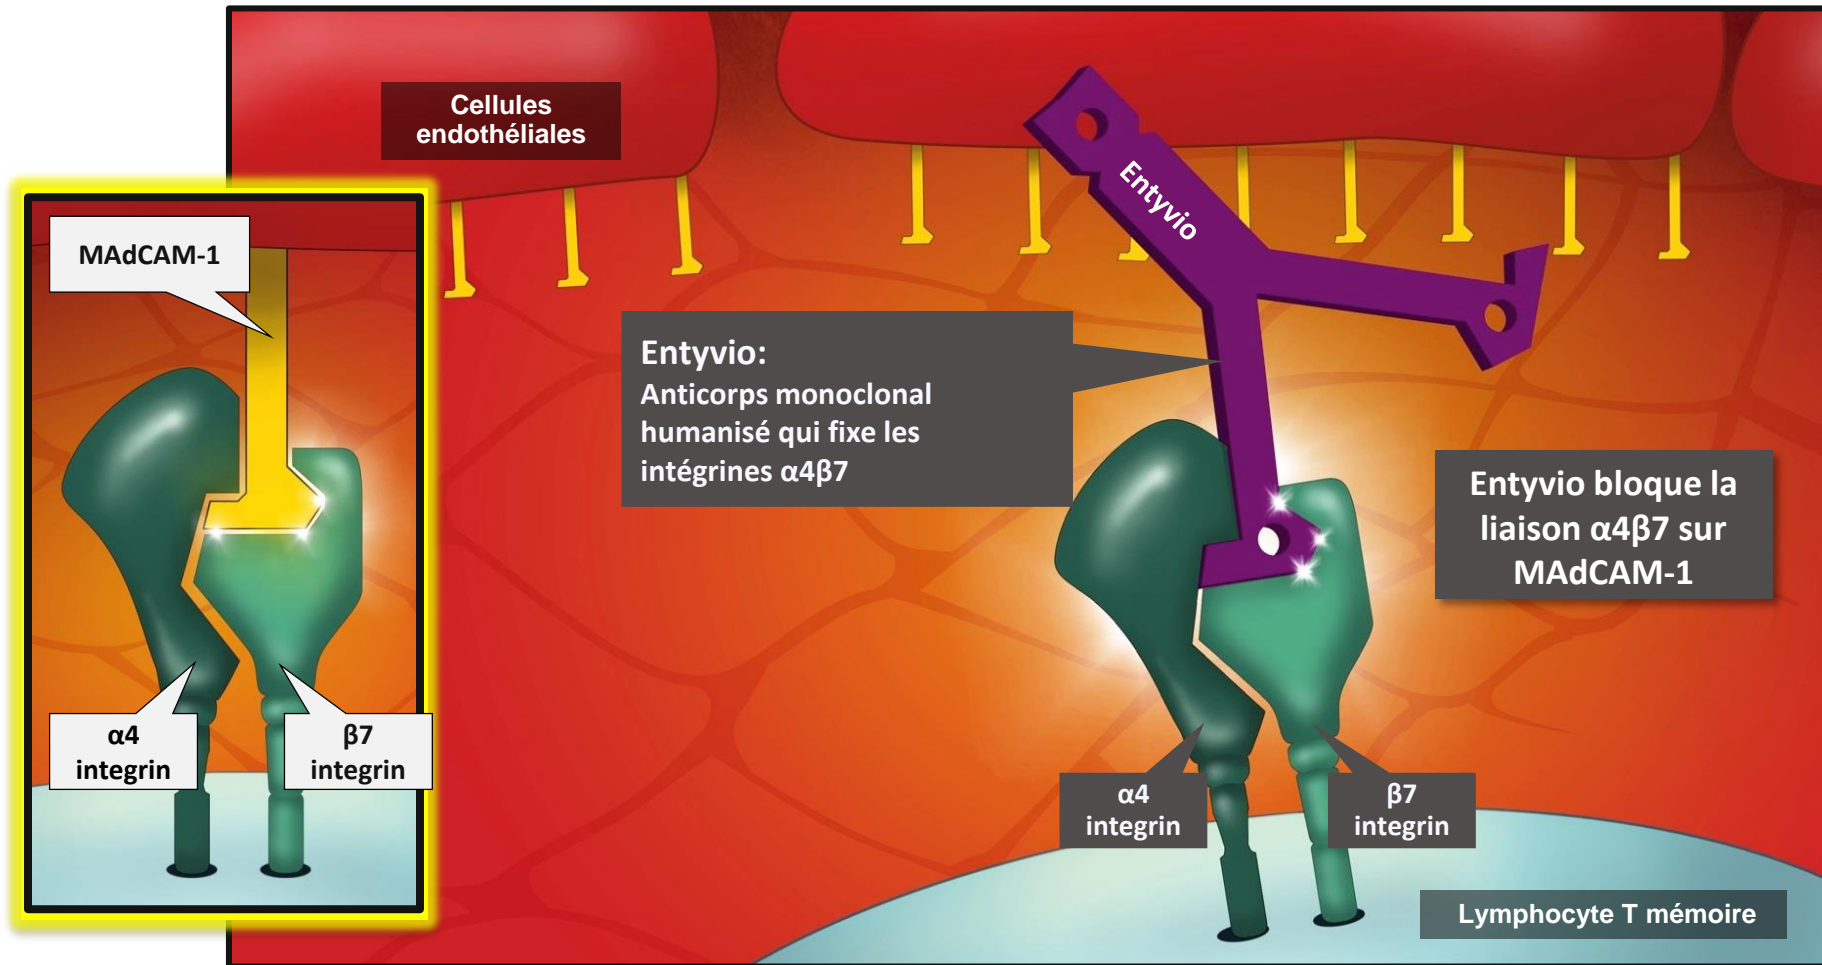 Cellules
endothéliales
MAdCAM-1
Entyvio
Entyvio:
Anticorps monoclonal
humanisé qui fixe les
intégrines α4β7
Entyvio bloque la
liaison α4β7 sur
MAdCAM-1
α4
integrin
β7
integrin
α4
integrin
β7
integrin
Lymphocyte T mémoire